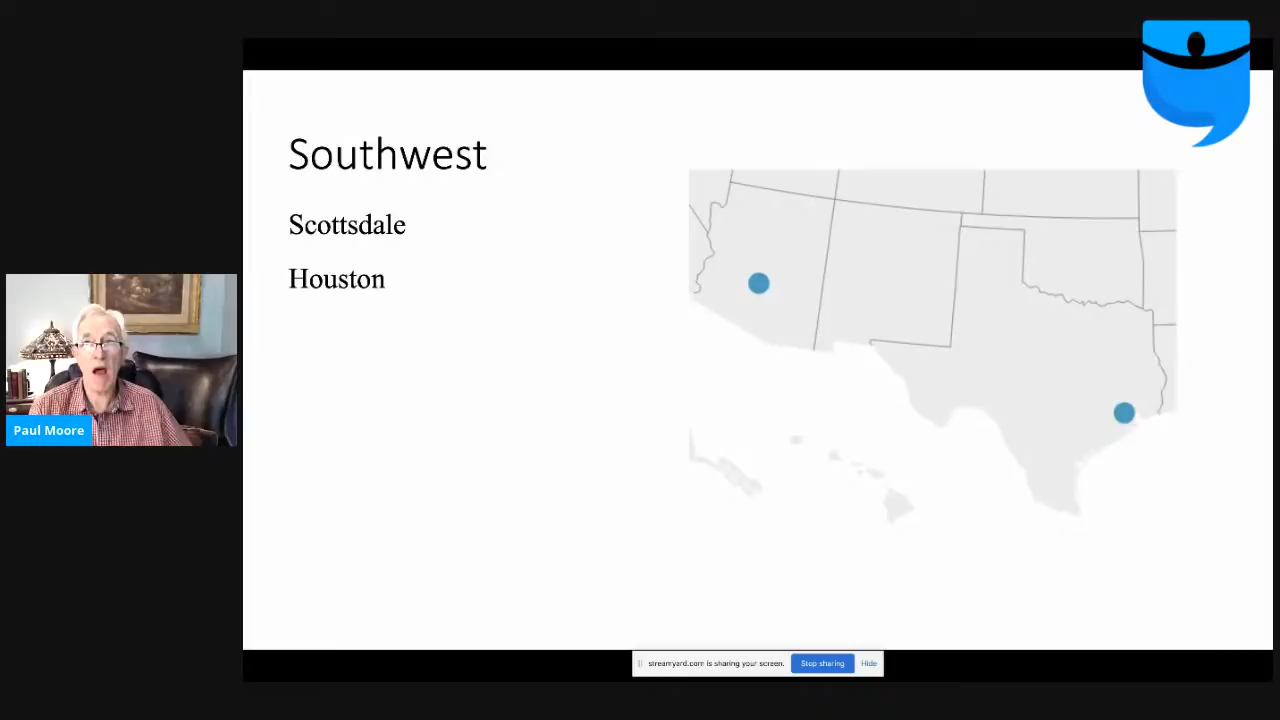 Southwest
Scottsdale
Houston
Paul Moore
streamyard.com is sharing your screen.
Stop sharing
Hide